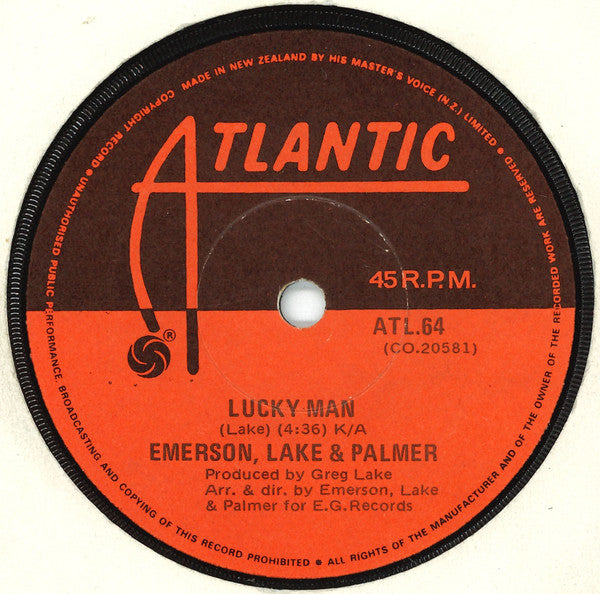 COPYRIGHT RECORD • UNAUTHORISED PUBLIC PERFORMANCE, BROADCASTING AND COPYING OF THIS RECORD PROHIBITED • ALL RIGHTS OF THE MANUFACTURER AND OF THE OWNER OF THE RECORDED WORK ARE RESERVED
MADE IN NEW ZEALAND BY HIS MASTER'S VOICE (N.Z.) LIMITED •
ATLANTIC
®
45 R.P.M.
ATL.64
(CO.20581)
LUCKY MAN
(Lake) (4:36) K/A
EMERSON, LAKE & PALMER
Produced by Greg Lake
Arr. & dir. by Emerson, Lake
& Palmer for E.G.Records